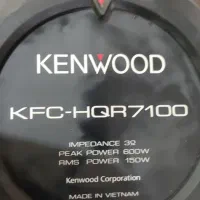 KENWOOD
KFC-HQR7100
IMPEDANCE 3Ω
PEAK POWER 600W
RMS POWER 150W
Kenwood Corporation
MADE IN VIETNAM